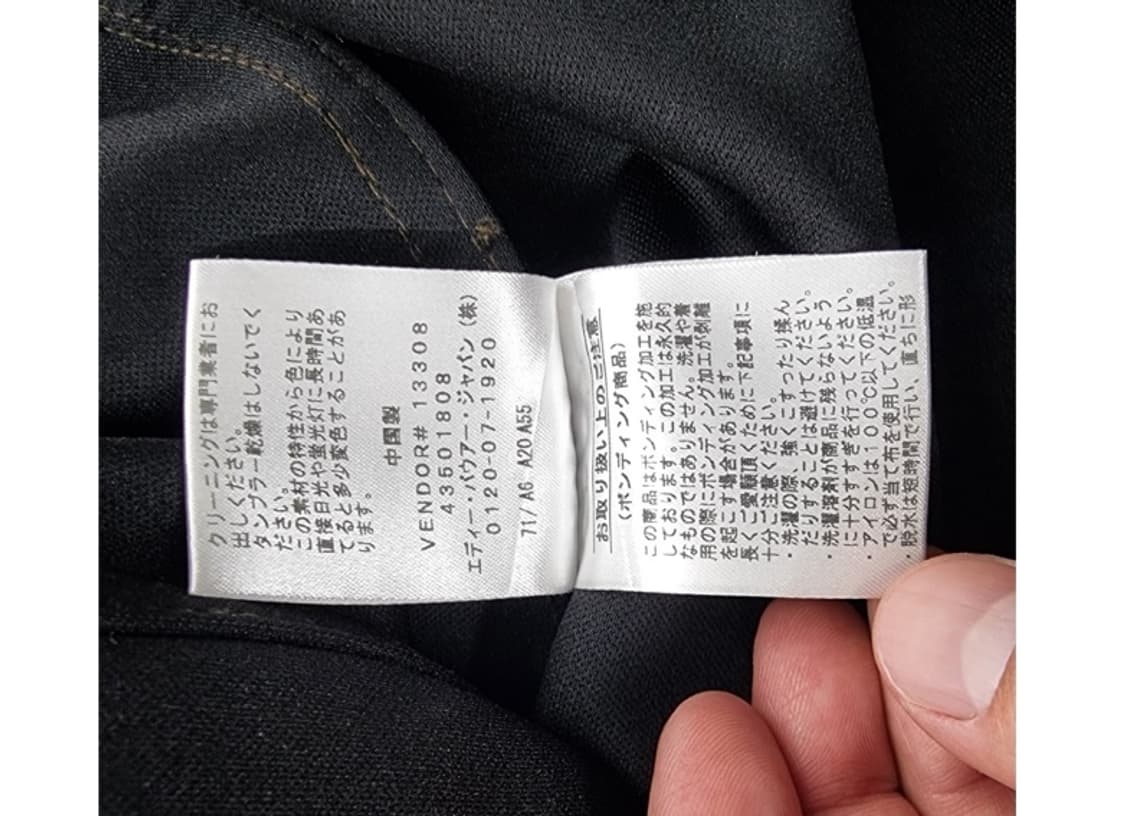 クリーニングは専門業者にお
出しください。
タンブラー乾燥はしないでく
ださい。
この素材の特性から色により
直接日光や蛍光灯に長時間あ
てると多少変色することがあ
ります。
中国製
VENDOR# 13308
43501808
エディー・バウアー・ジャパン（株）
0120-07-1920
71/A6 A20A55
お取り扱い上のご注意
（ボンディング商品）
この商品はボンディング加工を施
しております。この加工は永久的
なものではありません。洗濯や着
用の際にボンディング加工が剥離
を起こす場合があります。
長くご愛顧頂くために下記事項に
十分ご注意ください。
・洗濯の際、強くこすったり揉ん
だりすることは避けてください。
・洗濯溶剤が商品に残らないよう
に十分すすぎを行ってください。
・アイロンは100℃以下の低温
で必ず当て布を使用してください。
・脱水は短時間で行い、直ちに形